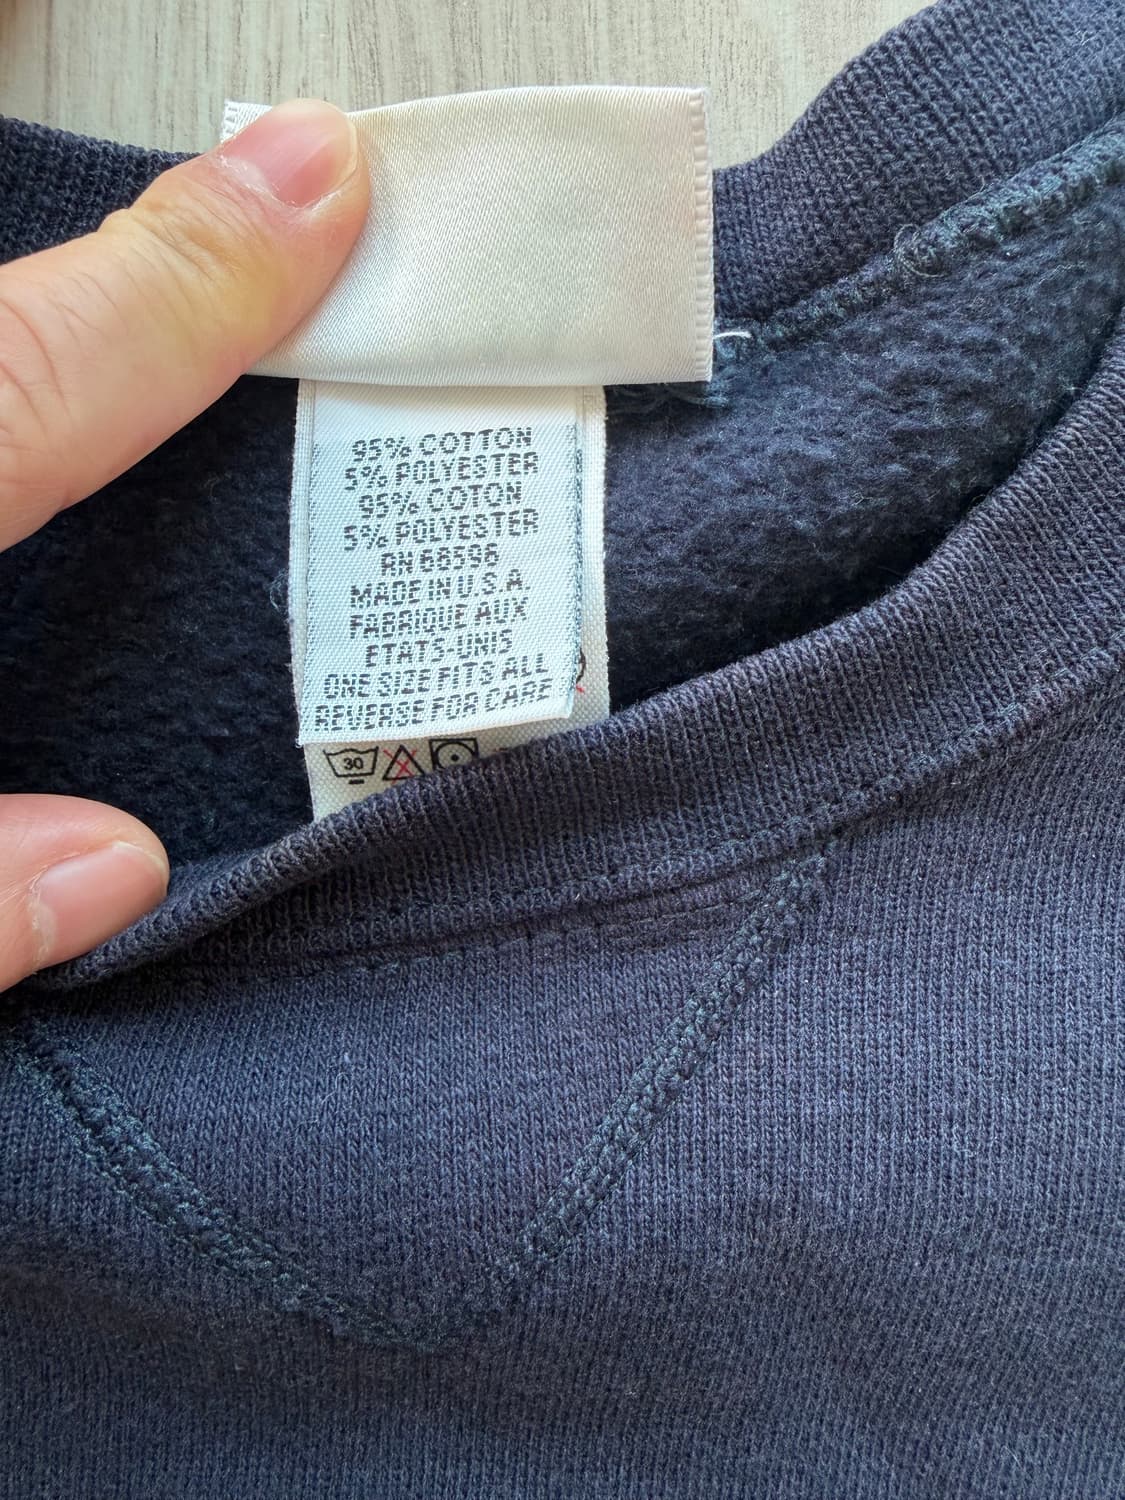 95% COTTON
5% POLYESTER
95% COTON
5% POLYESTER
RN 66596
MADE IN U.S.A
FABRIQUE AUX
ETATS-UNIS
ONE SIZE FITS ALL
REVERSE FOR CARE
30